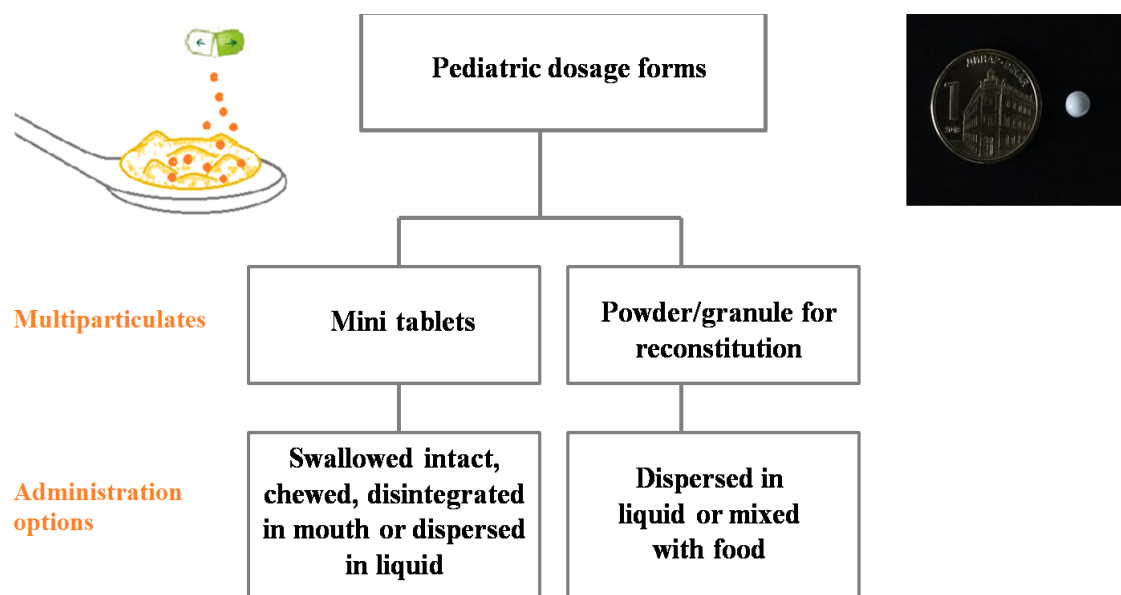 Pediatric dosage forms
1
Multiparticulates
Mini tablets
Powder/granule for
reconstitution
Administration
options
Swallowed intact,
chewed, disintegrated
in mouth or dispersed
in liquid
Dispersed in
liquid or mixed
with food